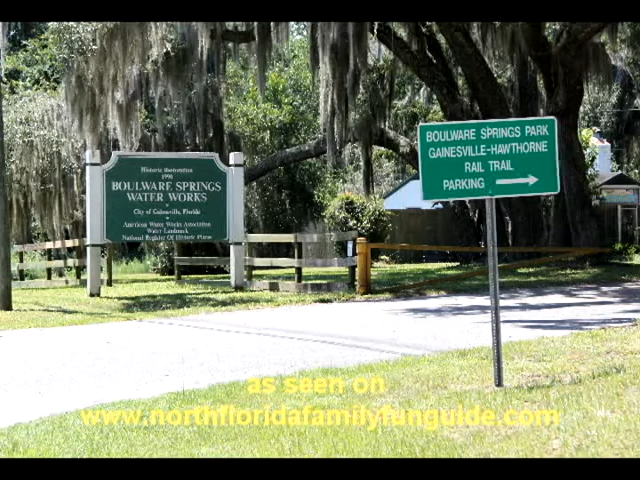 Historic Restoration
1990
BOULWARE SPRINGS
WATER WORKS
City of Gainesville, Florida
American Water Works Association
Water Landmark
National Register Of Historic Places
BOULWARE SPRINGS PARK
GAINESVILLE-HAWTHORNE
RAIL TRAIL
PARKING
as seen on
www.northfloridafamilyfunguide.com